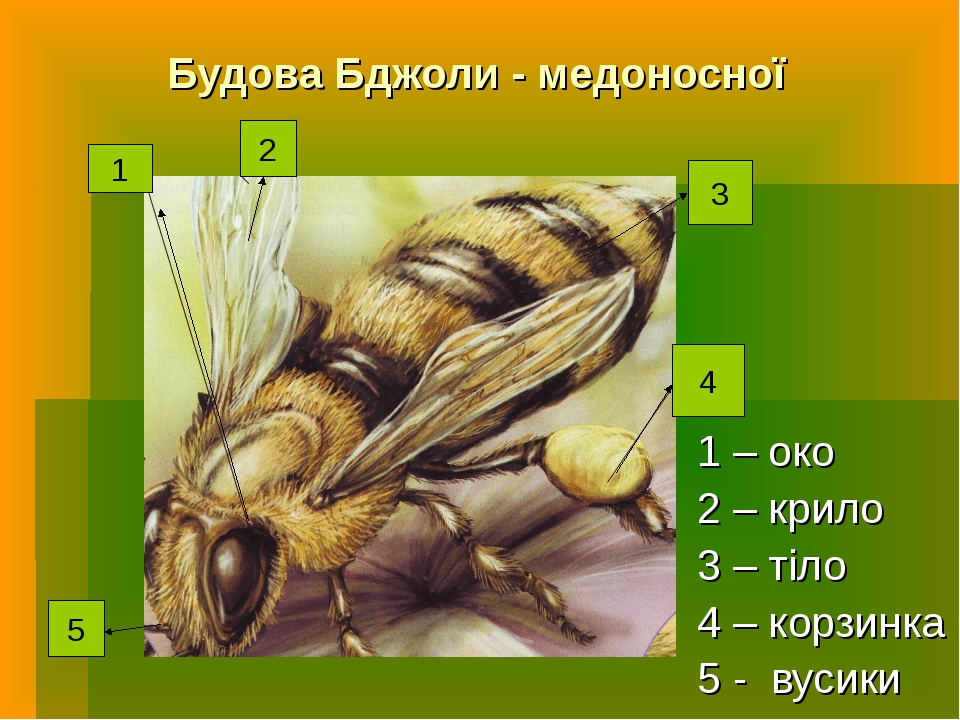 Будова Бджоли - медоносної
2
1
3
4
1 – око
2 – крило
3 – тіло
4 – корзинка
5
5 - вусики